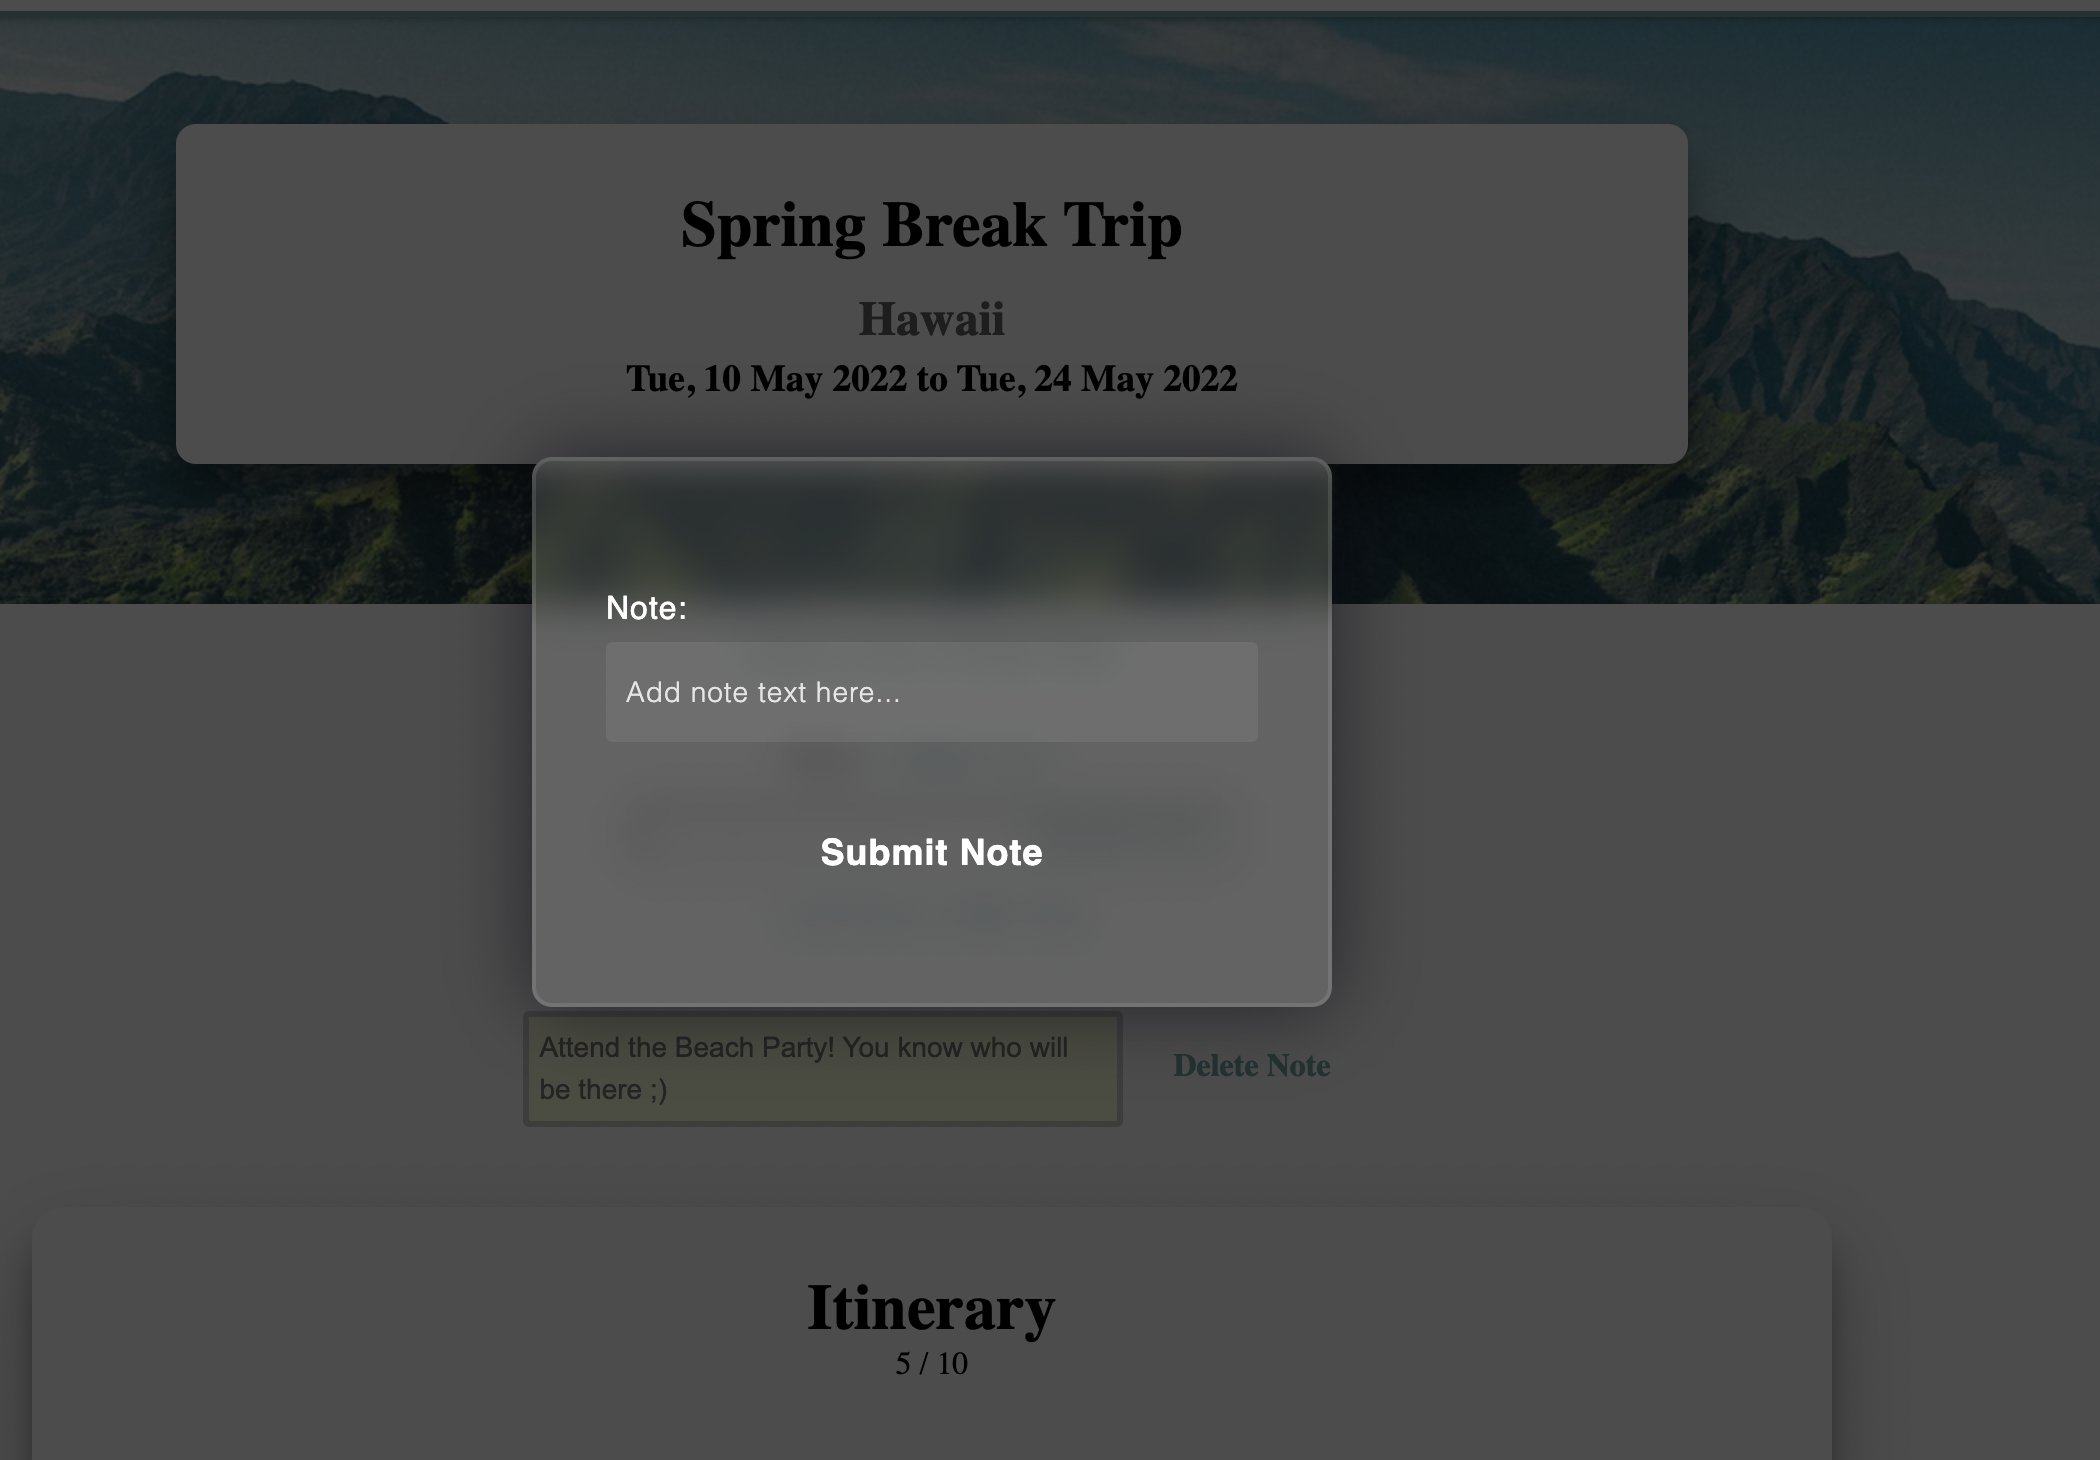 Spring Break Trip
Hawaii
Tue, 10 May 2022 to Tue, 24 May 2022
Note:
Add note text here...
Submit Note
Attend the Beach Party! You know who will
be there ;)
Delete Note
Itinerary
5 / 10